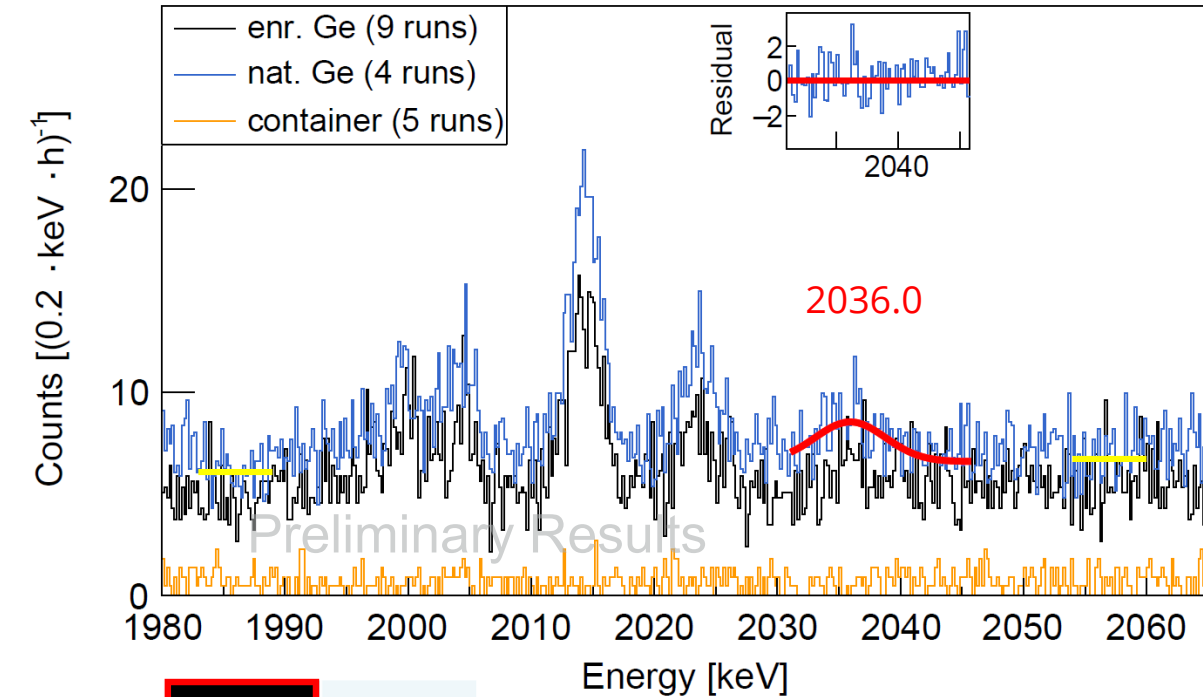 enr. Ge (9 runs)
nat. Ge (4 runs)
container (5 runs)
Counts [(0.2 · keV · h)⁻¹]
20
10
0
Residual
2
0
−2
2040
2036.0
Preliminary Results
1980 1990 2000 2010 2020 2030 2040 2050 2060
Energy [keV]